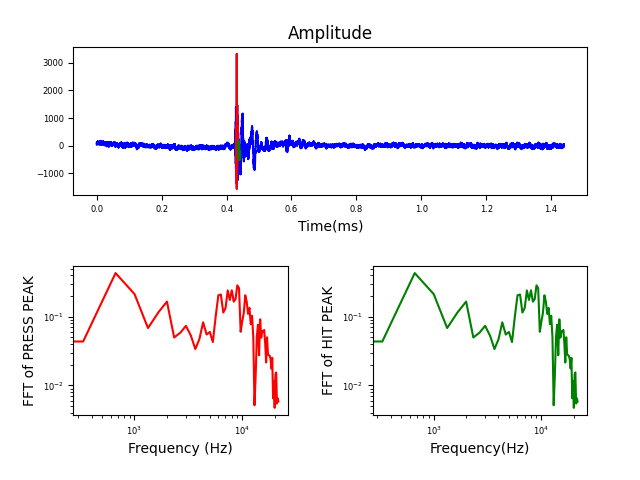 Amplitude
3000
2000
1000
0
−1000
0.0 0.2 0.4 0.6 0.8 1.0 1.2 1.4
Time(ms)
FFT of PRESS PEAK
10⁻¹
10⁻²
10³ 10⁴
Frequency (Hz)
FFT of HIT PEAK
10⁻¹
10⁻²
10³ 10⁴
Frequency(Hz)